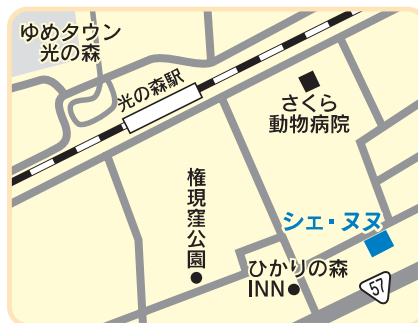 ゆめタウン
光の森
光の森駅
さくら
動物病院
権現窪公園
シェ・ヌヌ
ひかりの森
INN
57